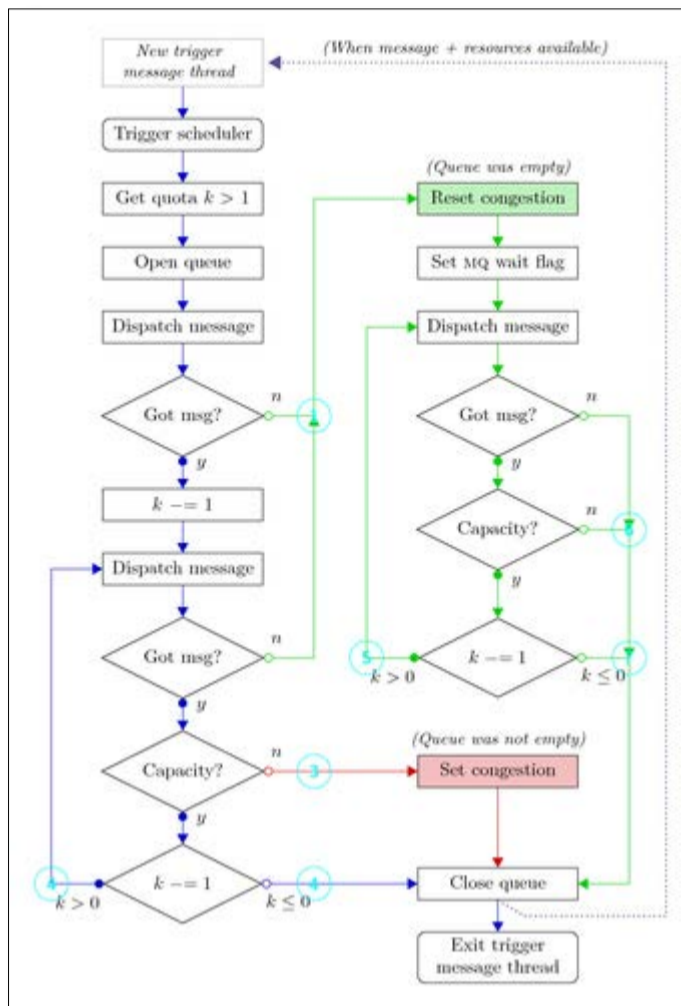 New trigger
message thread
(When message + resources available)
Trigger scheduler
Get quota k > 1
Open queue
Dispatch message
Got msg?
n
y
k −= 1
Dispatch message
Got msg?
n
y
Capacity?
n
3
y
k −= 1
4
k > 0
k ≤ 0
4
(Queue was empty)
Reset congestion
Set MQ wait flag
Dispatch message
Got msg?
n
y
Capacity?
n
y
k −= 1
5
k > 0
k ≤ 0
7
(Queue was not empty)
Set congestion
Close queue
Exit trigger
message thread